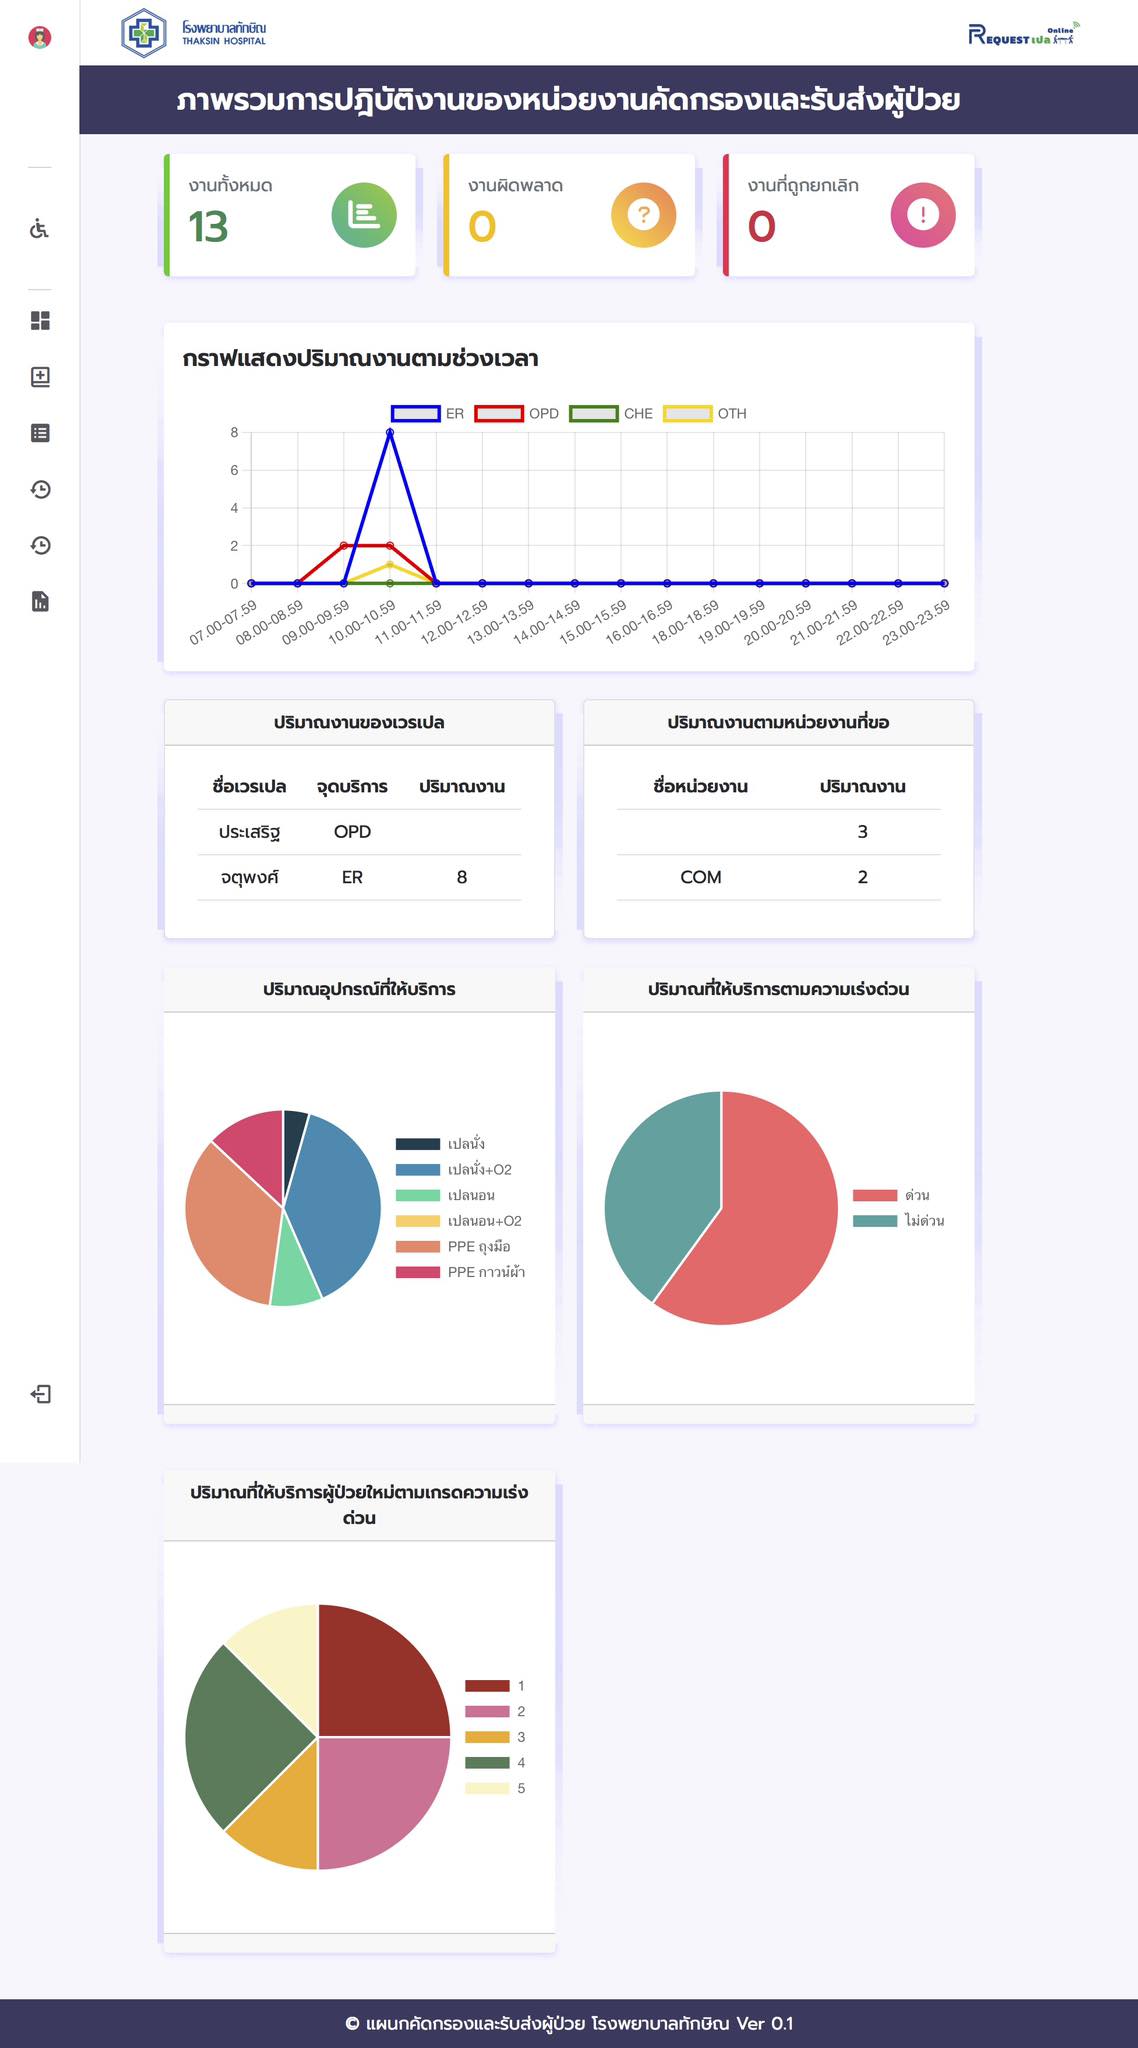 โรงพยาบาลทักษิณ
THAKSIN HOSPITAL
REQUEST เปล Online
ภาพรวมการปฏิบัติงานของหน่วยงานคัดกรองและรับส่งผู้ป่วย
งานทั้งหมด
13
งานผิดพลาด
0
งานที่ถูกยกเลิก
0
กราฟแสดงปริมาณงานตามช่วงเวลา
ER OPD CHE OTH
8
6
4
2
0
07.00-07.59 08.00-08.59 09.00-09.59 10.00-10.59 11.00-11.59 12.00-12.59 13.00-13.59 14.00-14.59 15.00-15.59 16.00-16.59 18.00-18.59 19.00-19.59 20.00-20.59 21.00-21.59 22.00-22.59 23.00-23.59
ปริมาณงานของเวรเปล
ชื่อเวรเปล จุดบริการ ปริมาณงาน
ประเสริฐ OPD
จตุพงศ์ ER 8
ปริมาณงานตามหน่วยงานที่ขอ
ชื่อหน่วยงาน ปริมาณงาน
3
COM 2
ปริมาณอุปกรณ์ที่ให้บริการ
เปลนั่ง
เปลนั่ง+O2
เปลนอน
เปลนอน+O2
PPE ถุงมือ
PPE กาวน์ผ้า
ปริมาณที่ให้บริการตามความเร่งด่วน
ด่วน
ไม่ด่วน
ปริมาณที่ให้บริการผู้ป่วยใหม่ตามเกรดความเร่ง
ด่วน
1
2
3
4
5
© แผนกคัดกรองและรับส่งผู้ป่วย โรงพยาบาลทักษิณ Ver 0.1